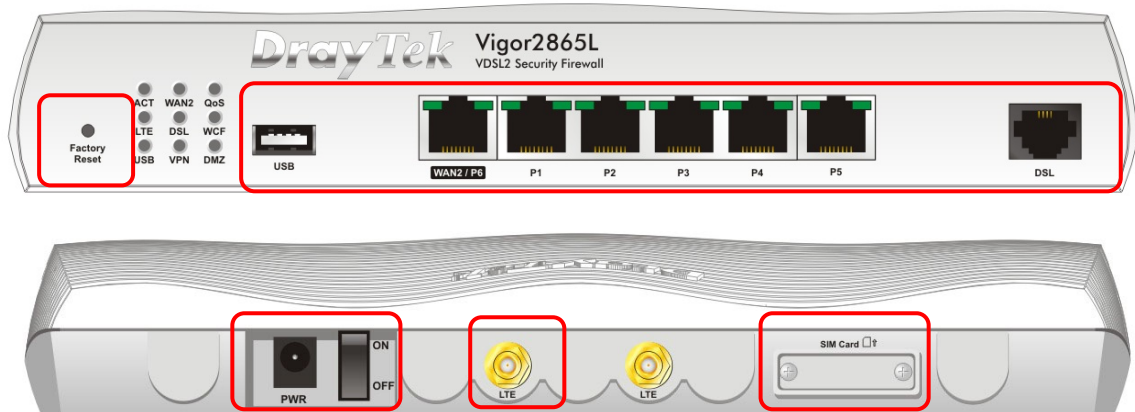 DrayTek
Vigor2865L
VDSL2 Security Firewall
ACT WAN2 QoS
LTE DSL WCF
USB VPN DMZ
Factory
Reset
USB
WAN2 / P6
P1
P2
P3
P4
P5
DSL
ON
OFF
PWR
LTE
LTE
SIM Card